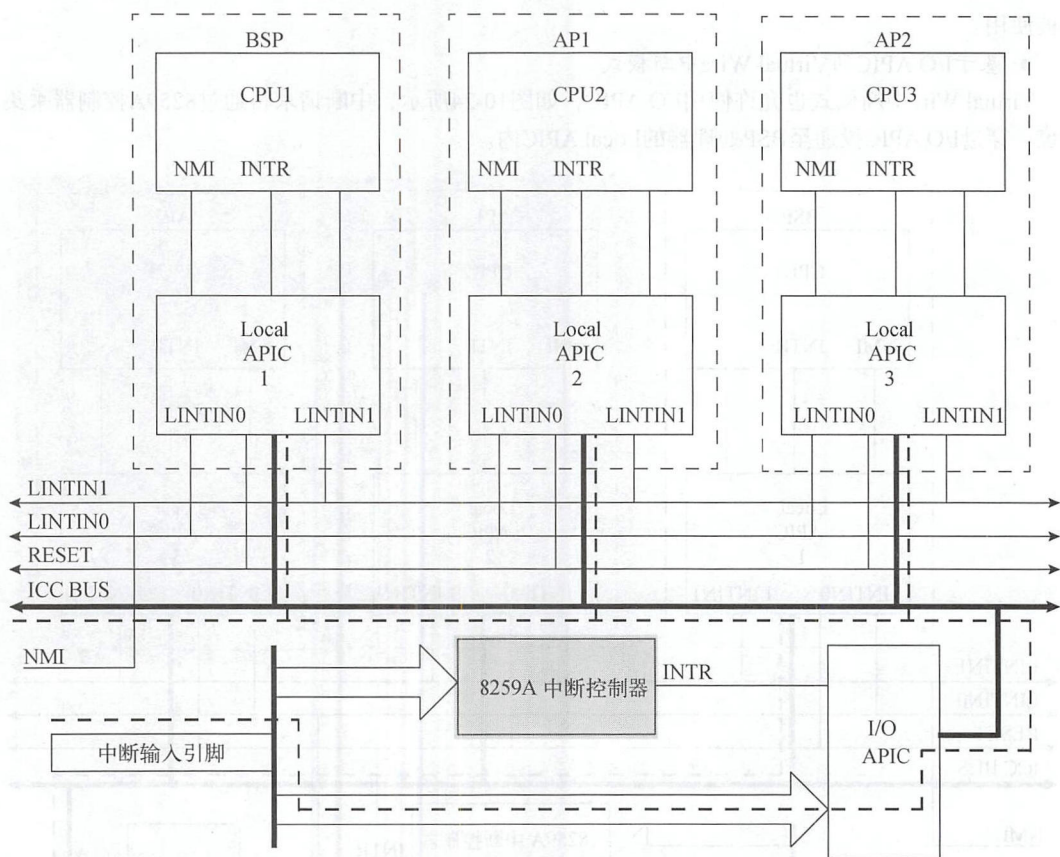 BSP
AP1
AP2
CPU1
CPU2
CPU3
NMI INTR
NMI INTR
NMI INTR
Local
APIC
1
Local
APIC
2
Local
APIC
3
LINTIN0 LINTIN1
LINTIN0 LINTIN1
LINTIN0 LINTIN1
LINTIN1
LINTIN0
RESET
ICC BUS
NMI
8259A 中断控制器
INTR
I/O
APIC
中断输入引脚